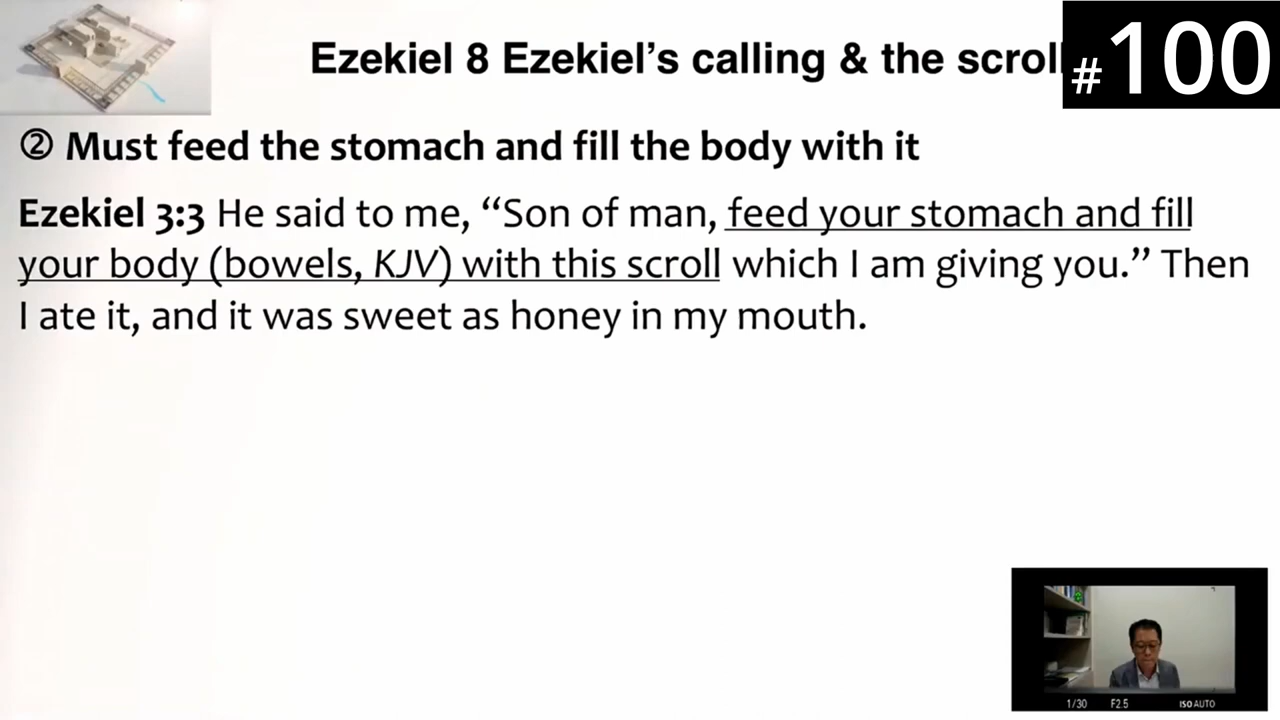 Ezekiel 8 Ezekiel’s calling & the scroll
#100
② Must feed the stomach and fill the body with it
Ezekiel 3:3 He said to me, “Son of man, feed your stomach and fill
your body (bowels, KJV) with this scroll which I am giving you.” Then
I ate it, and it was sweet as honey in my mouth.
1/30 F2.5 ISO AUTO